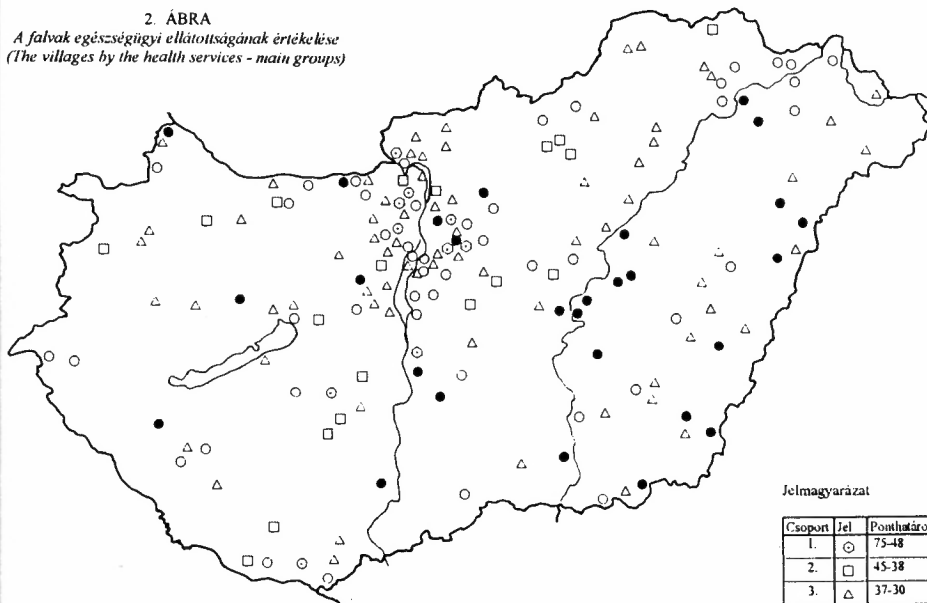 2. ÁBRA
A falvak egészségügyi ellátottságának értékelése
(The villages by the health services - main groups)
Jelmagyarázat
Csoport Jel Ponthatáro
1. 75-48
2. 45-38
3. 37-30